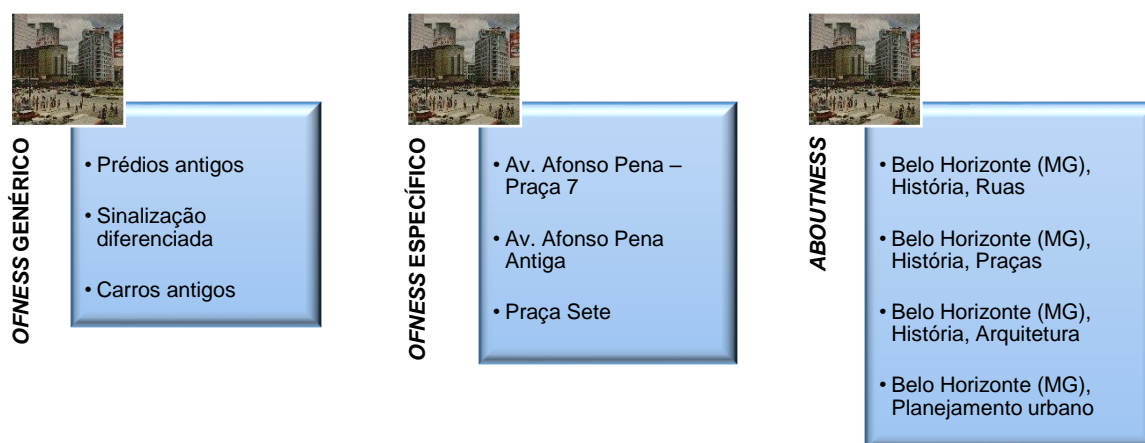 OFNESS GENÉRICO
• Prédios antigos
• Sinalização
diferenciada
• Carros antigos
OFNESS ESPECÍFICO
• Av. Afonso Pena –
Praça 7
• Av. Afonso Pena
Antiga
• Praça Sete
ABOUTNESS
• Belo Horizonte (MG),
História, Ruas
• Belo Horizonte (MG),
História, Praças
• Belo Horizonte (MG),
História, Arquitetura
• Belo Horizonte (MG),
Planejamento urbano